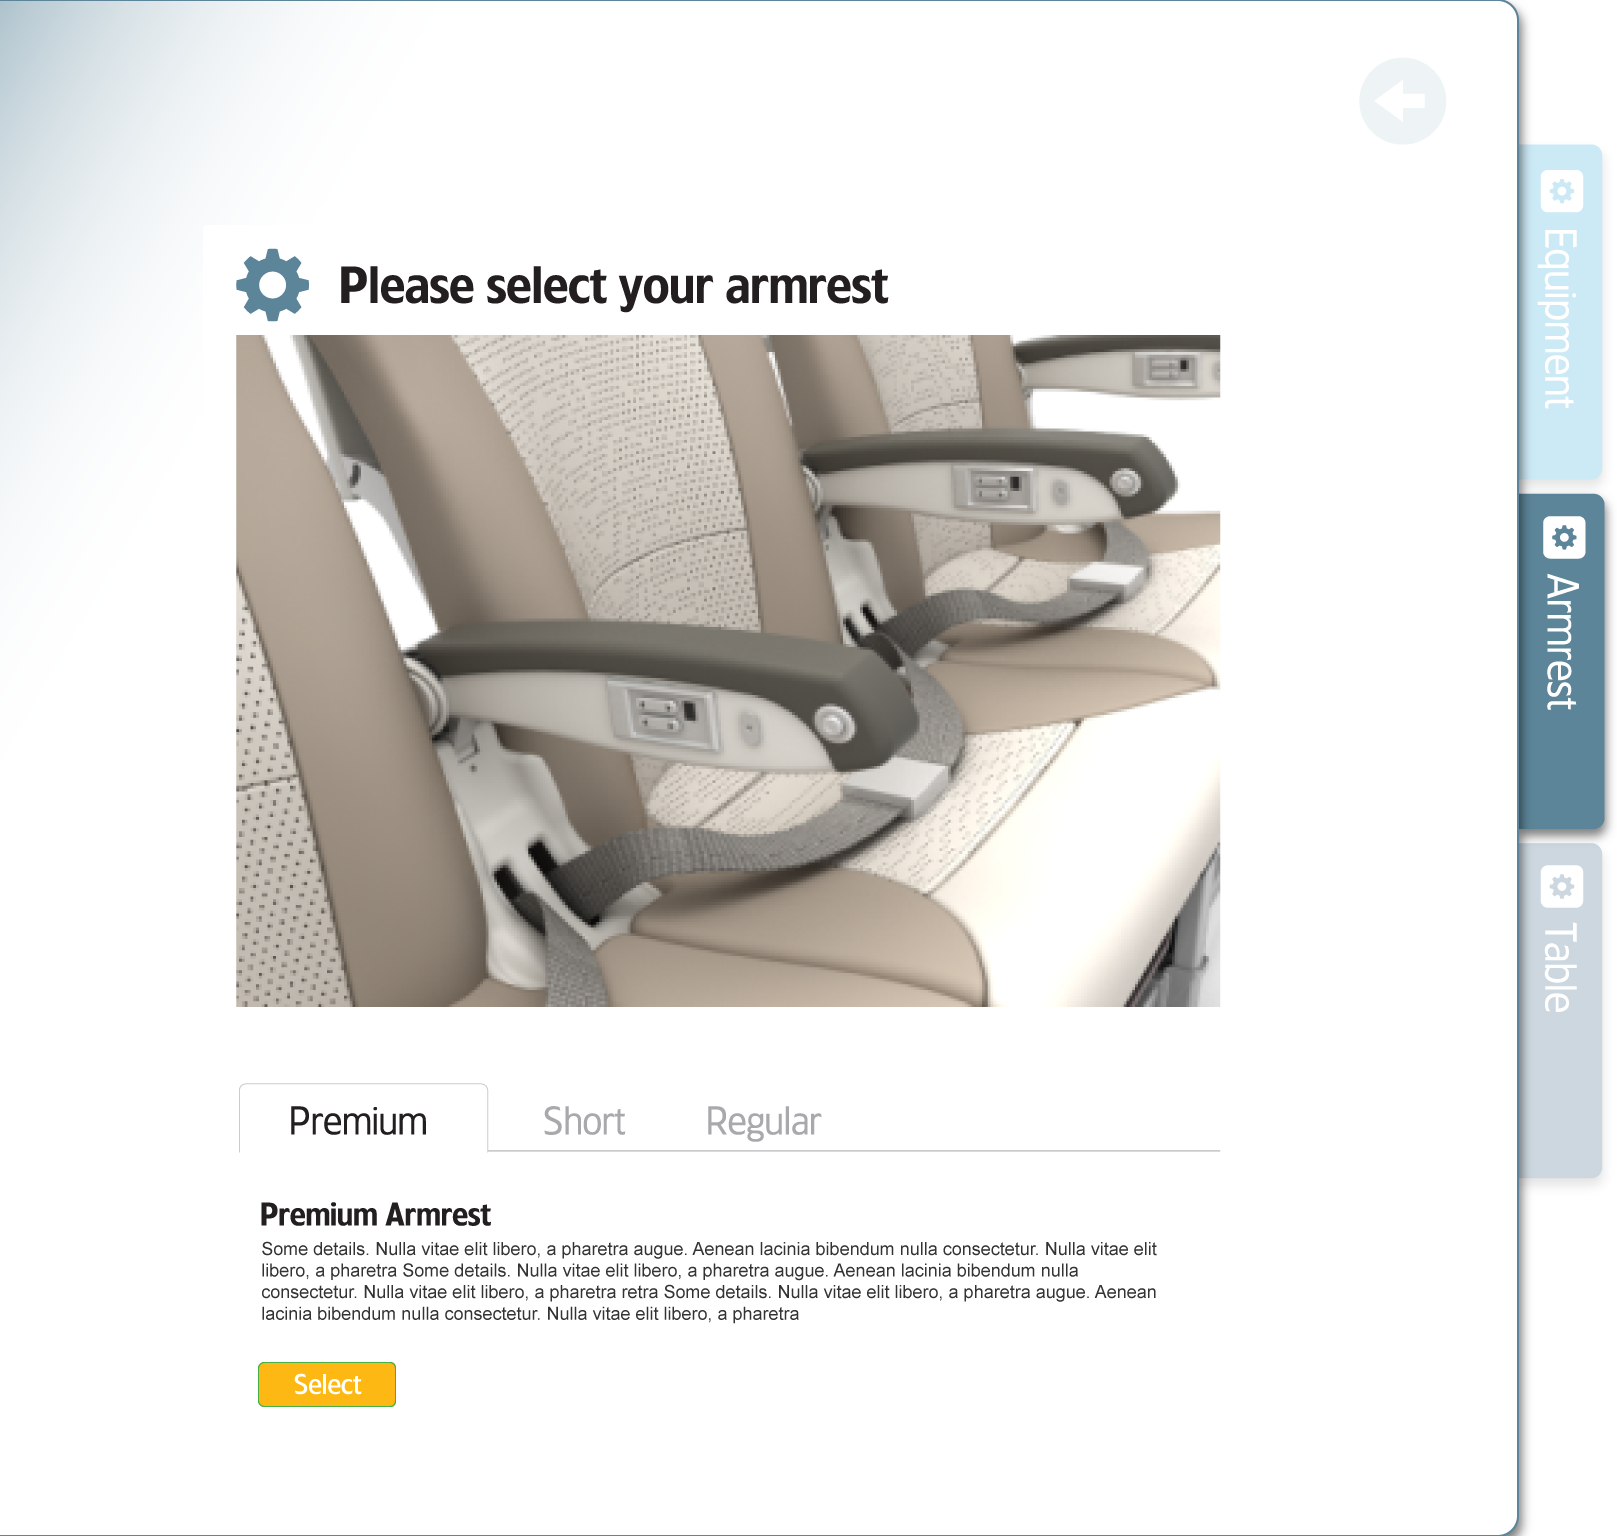 Please select your armrest
Premium
Short
Regular
Premium Armrest
Some details. Nulla vitae elit libero, a pharetra augue. Aenean lacinia bibendum nulla consectetur. Nulla vitae elit
libero, a pharetra Some details. Nulla vitae elit libero, a pharetra augue. Aenean lacinia bibendum nulla
consectetur. Nulla vitae elit libero, a pharetra retra Some details. Nulla vitae elit libero, a pharetra augue. Aenean
lacinia bibendum nulla consectetur. Nulla vitae elit libero, a pharetra
Select
Equipment
Armrest
Table